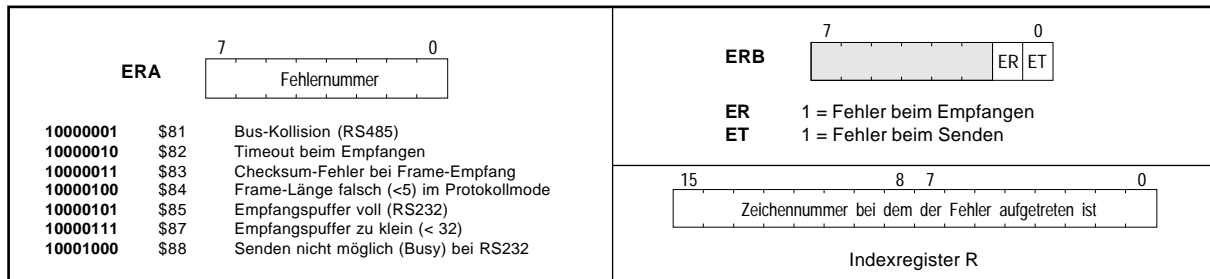 7 0
ERA
Fehlernummer
10000001 $81 Bus-Kollision (RS485)
10000010 $82 Timeout beim Empfangen
10000011 $83 Checksum-Fehler bei Frame-Empfang
10000100 $84 Frame-Länge falsch (<5) im Protokollmode
10000101 $85 Empfangspuffer voll (RS232)
10000111 $87 Empfangspuffer zu klein (< 32)
10001000 $88 Senden nicht möglich (Busy) bei RS232
7 0
ERB
ER ET
ER 1 = Fehler beim Empfangen
ET 1 = Fehler beim Senden
15 8 7 0
Zeichennummer bei dem der Fehler aufgetreten ist
Indexregister R